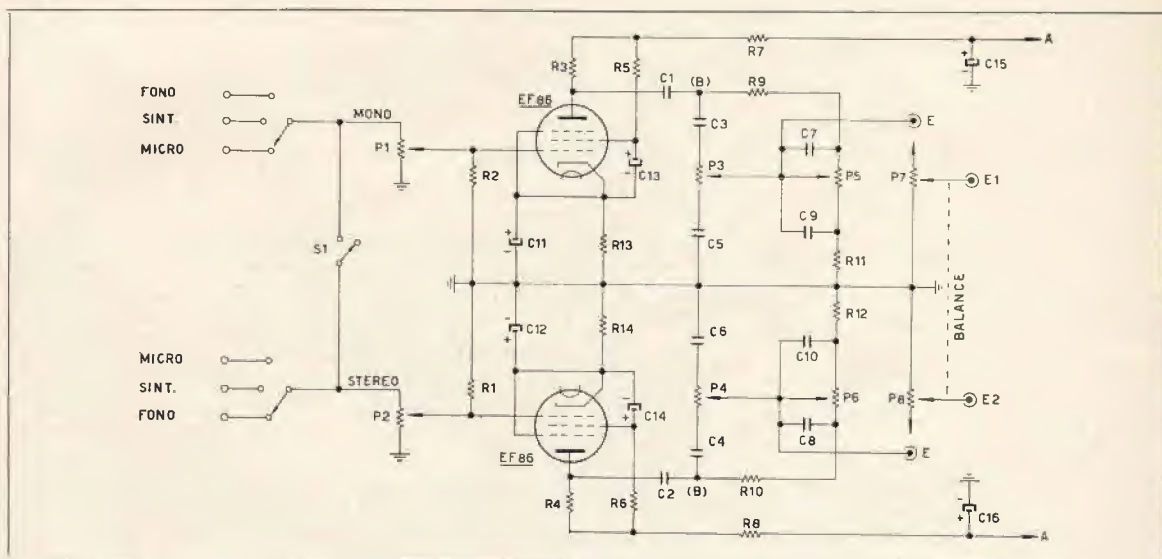 A
R7
R3
R5
C15
C1
(B)
R9
FONO
EF86
E
SINT.
MONO
C3
C7
MICRO
P1
C13
P3
P5
P7
E1
R2
C9
S1
C11
R13
C5
R11
BALANCE
C12
R14
C6
R12
C10
MICRO
R1
SINT.
STEREO
P4
P6
P8
E2
FONO
P2
C14
C4
C8
EF86
E
C2
(B)
R10
R4
R6
C16
R8
A